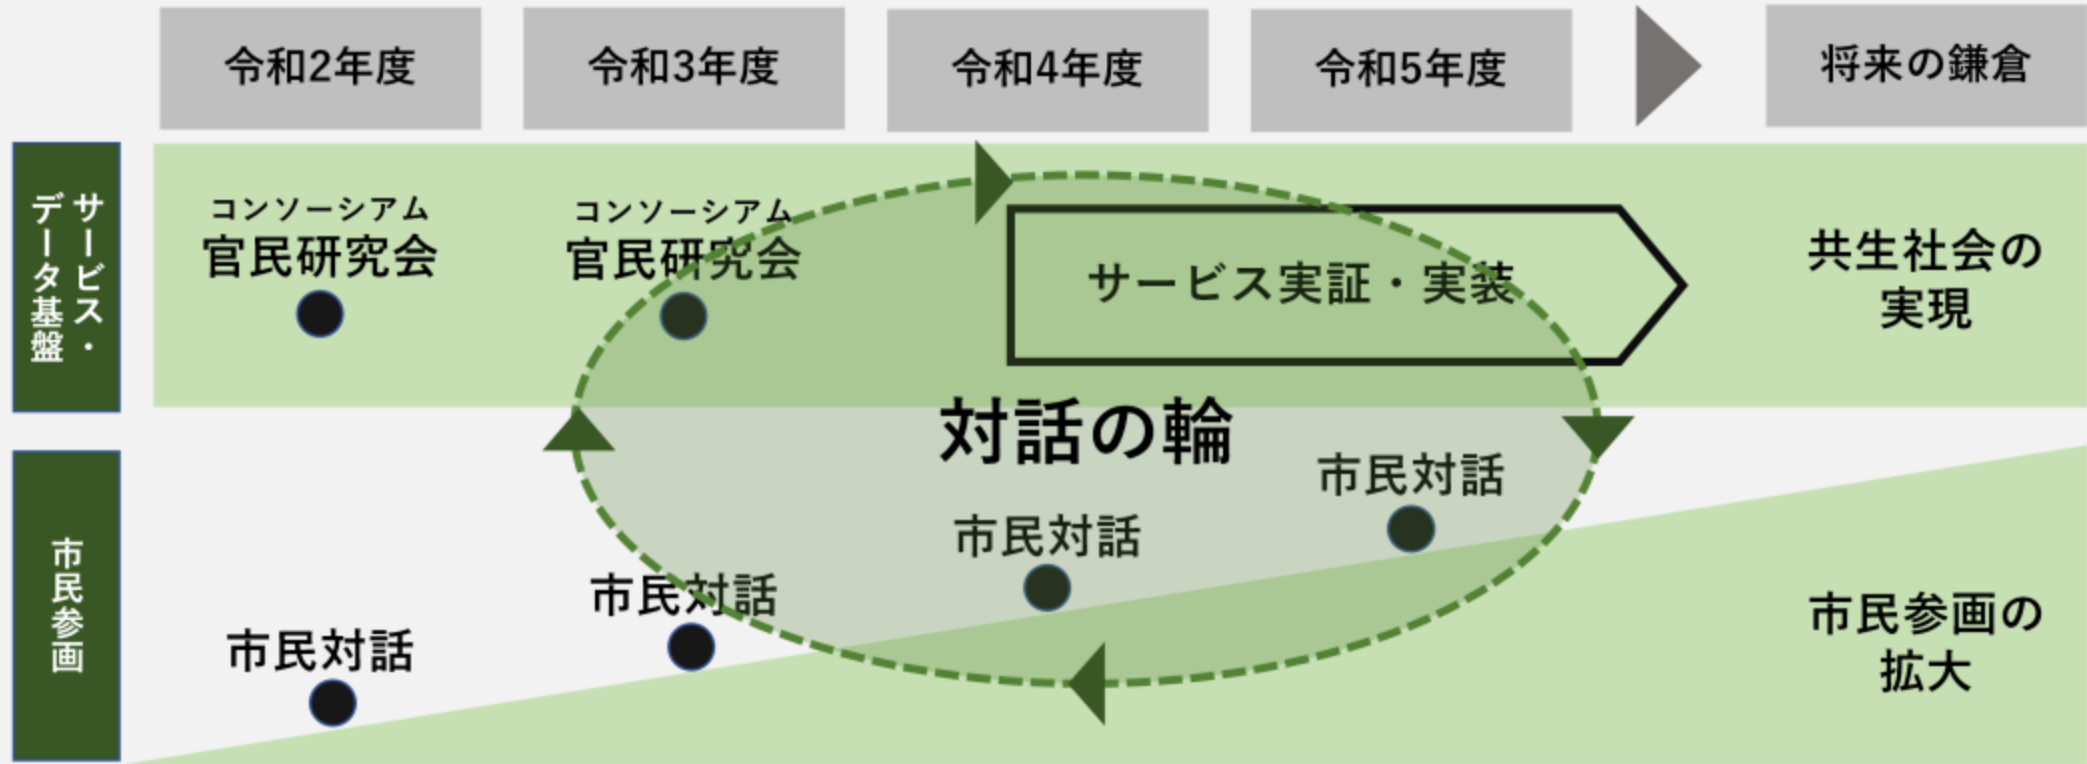 令和2年度
令和3年度
令和4年度
令和5年度
将来の鎌倉
サービス・
データ基盤
コンソーシアム
官民研究会
コンソーシアム
官民研究会
サービス実証・実装
共生社会の
実現
対話の輪
市民参画
市民対話
市民対話
市民対話
市民対話
市民参画の
拡大